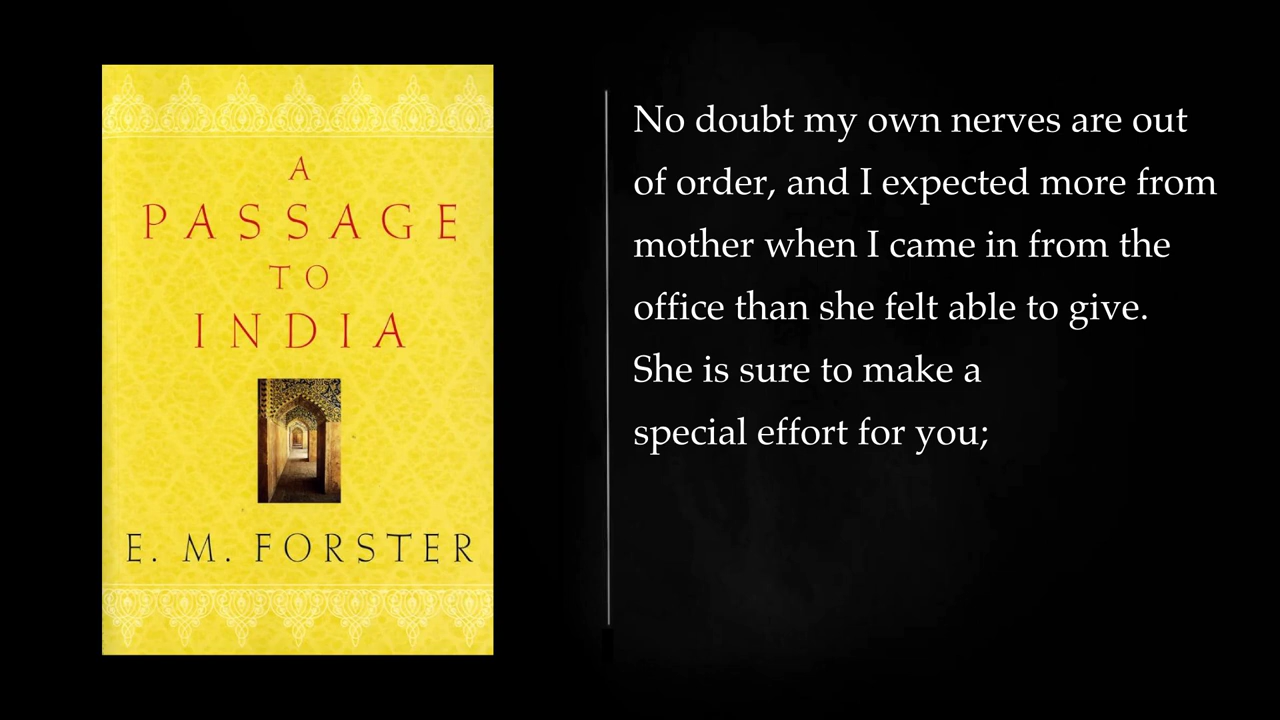 A
PASSAGE
TO
INDIA
E. M. FORSTER
No doubt my own nerves are out
of order, and I expected more from
mother when I came in from the
office than she felt able to give.
She is sure to make a
special effort for you;